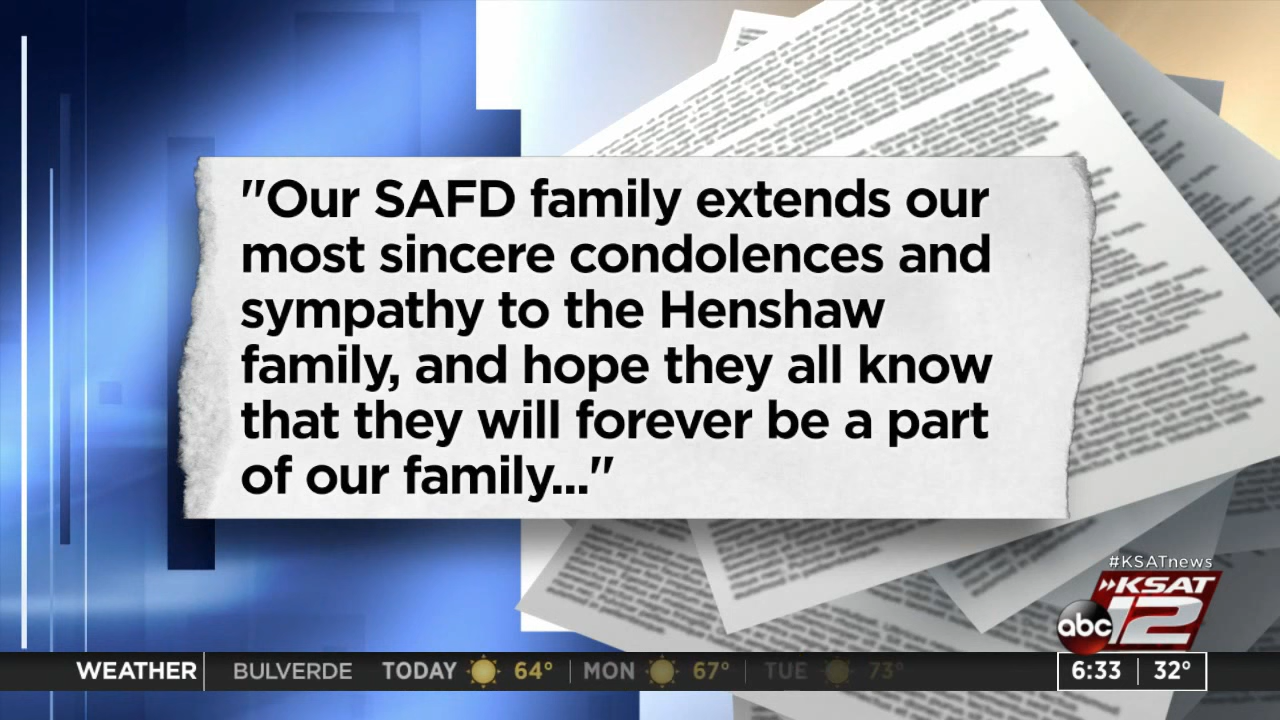 "Our SAFD family extends our
most sincere condolences and
sympathy to the Henshaw
family, and hope they all know
that they will forever be a part
of our family..."
#KSATnews
KSAT
abc 12
WEATHER BULVERDE TODAY 64° MON 67° TUE 73° 6:33 32°